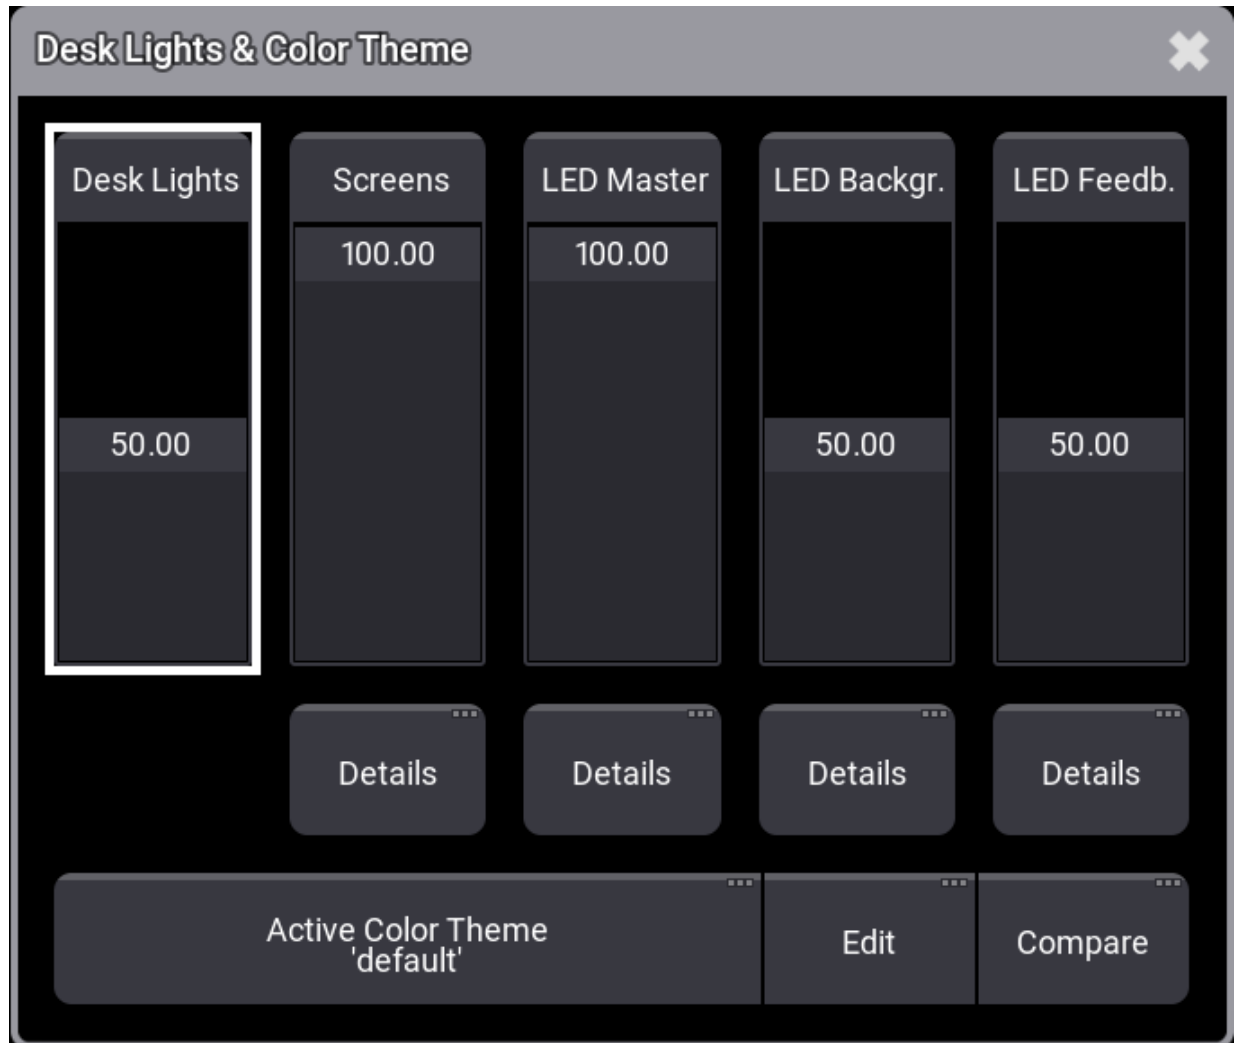 Desk Lights & Color Theme
Desk Lights
Screens
LED Master
LED Backgr.
LED Feedb.
100.00
100.00
50.00
50.00
50.00
Details
Details
Details
Details
Active Color Theme
'default'
Edit
Compare